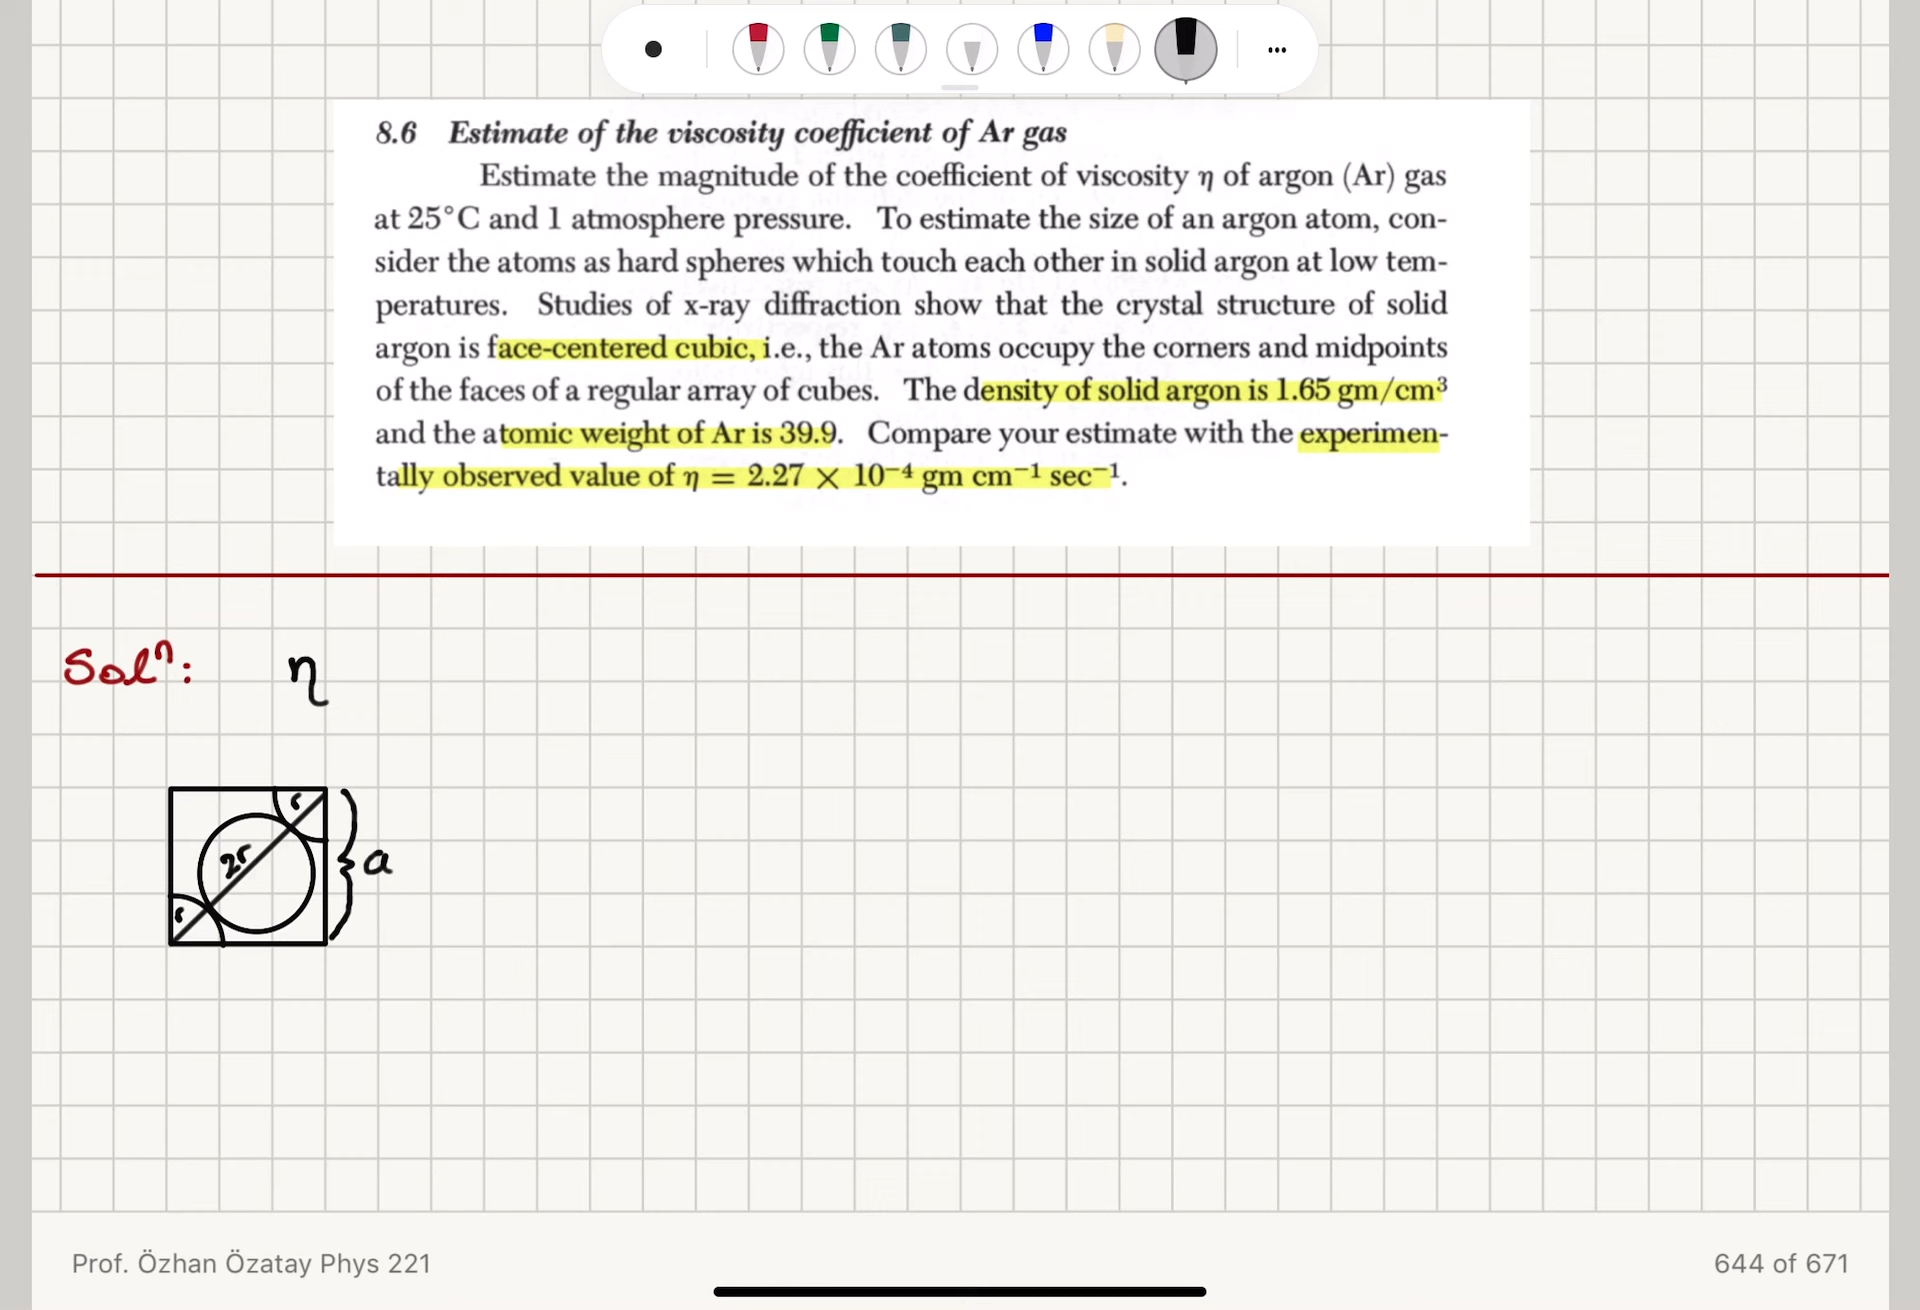 8.6 Estimate of the viscosity coefficient of Ar gas
Estimate the magnitude of the coefficient of viscosity η of argon (Ar) gas
at 25°C and 1 atmosphere pressure. To estimate the size of an argon atom, con-
sider the atoms as hard spheres which touch each other in solid argon at low tem-
peratures. Studies of x-ray diffraction show that the crystal structure of solid
argon is face-centered cubic, i.e., the Ar atoms occupy the corners and midpoints
of the faces of a regular array of cubes. The density of solid argon is 1.65 gm/cm³
and the atomic weight of Ar is 39.9. Compare your estimate with the experimen-
tally observed value of η = 2.27 × 10⁻⁴ gm cm⁻¹ sec⁻¹.
Solⁿ: η
r
2r
a
r
Prof. Özhan Özatay Phys 221
644 of 671